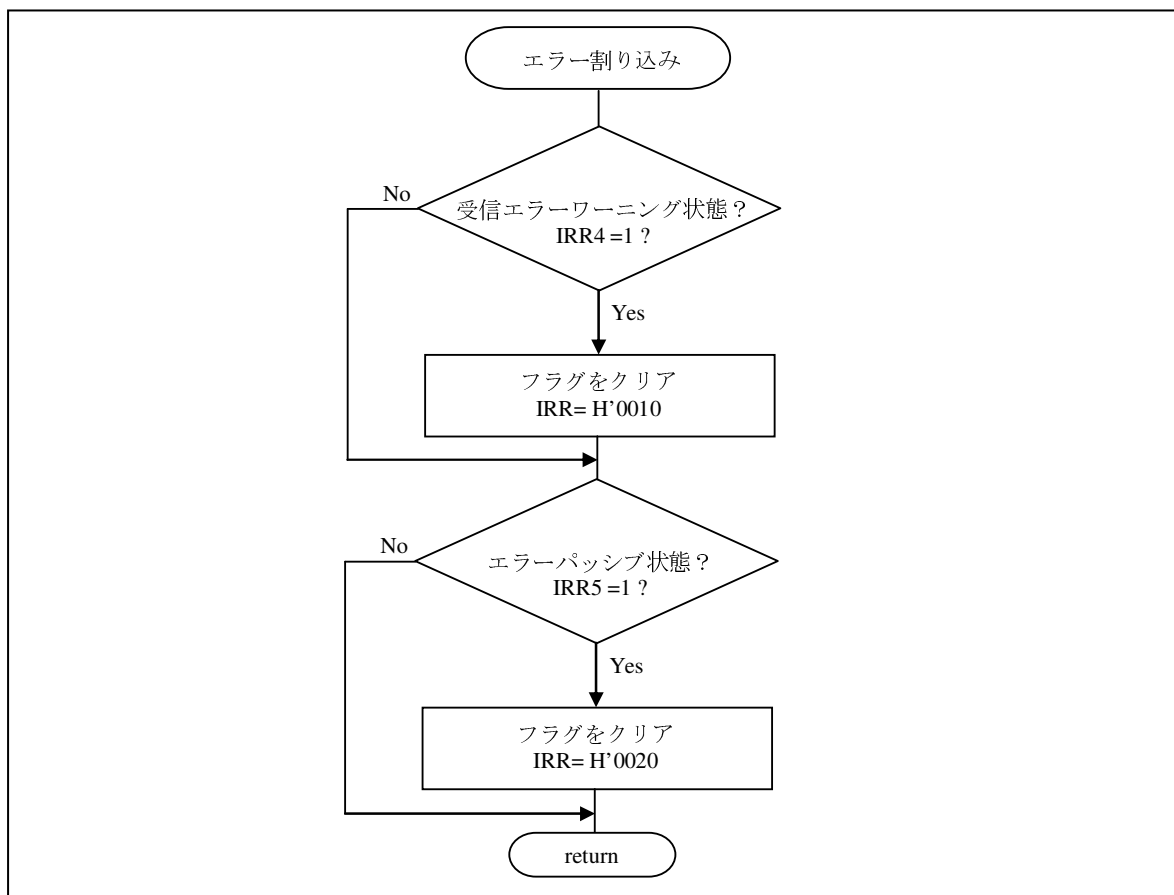 エラー割り込み
No
受信エラーワーニング状態？
IRR4 =1 ?
Yes
フラグをクリア
IRR= H’0010
No
エラーパッシブ状態？
IRR5 =1 ?
Yes
フラグをクリア
IRR= H’0020
return